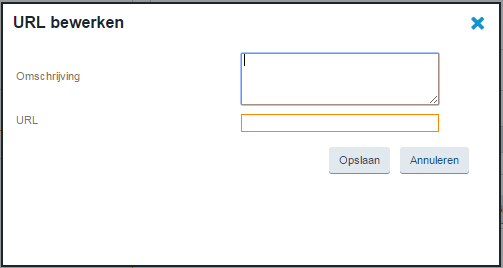 URL bewerken
Omschrijving
URL
Opslaan Annuleren